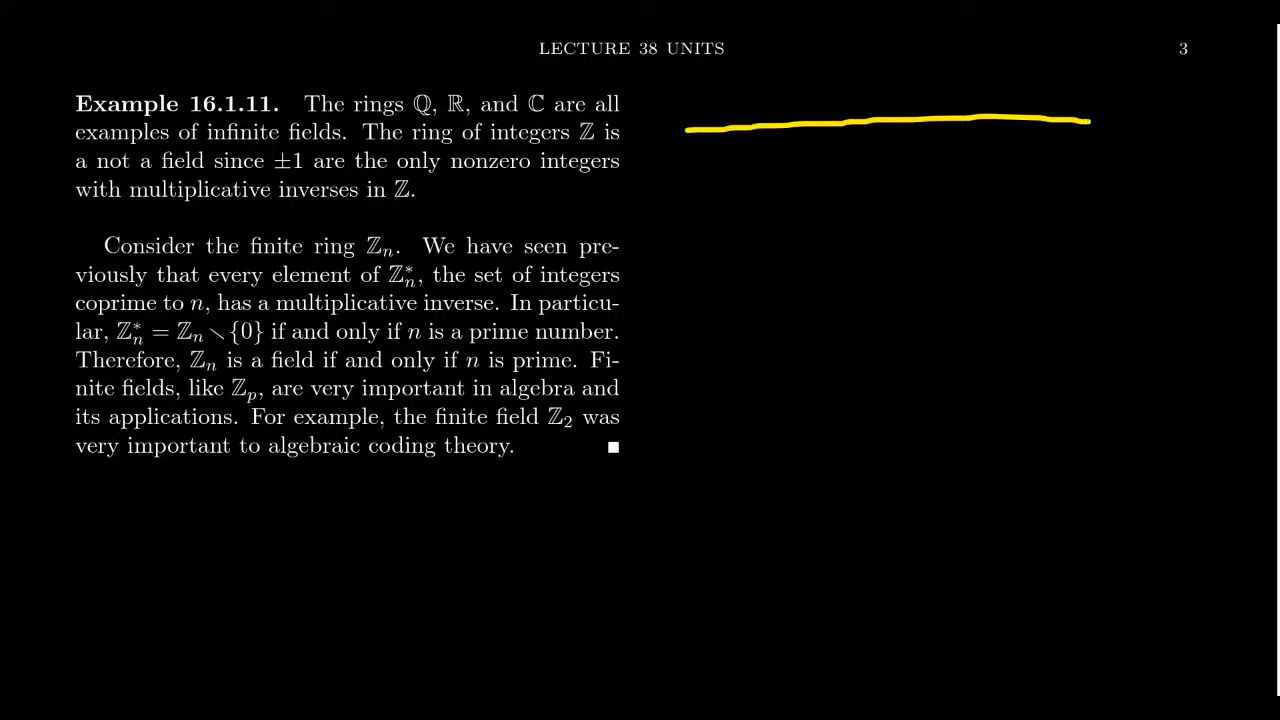 LECTURE 38 UNITS
3
Example 16.1.11. The rings ℚ, ℝ, and ℂ are all
examples of infinite fields. The ring of integers ℤ is
a not a field since ±1 are the only nonzero integers
with multiplicative inverses in ℤ.
Consider the finite ring ℤₙ. We have seen pre-
viously that every element of ℤₙ*, the set of integers
coprime to n, has a multiplicative inverse. In particu-
lar, ℤₙ* = ℤₙ ∖ {0} if and only if n is a prime number.
Therefore, ℤₙ is a field if and only if n is prime. Fi-
nite fields, like ℤₚ, are very important in algebra and
its applications. For example, the finite field ℤ₂ was
very important to algebraic coding theory. ■